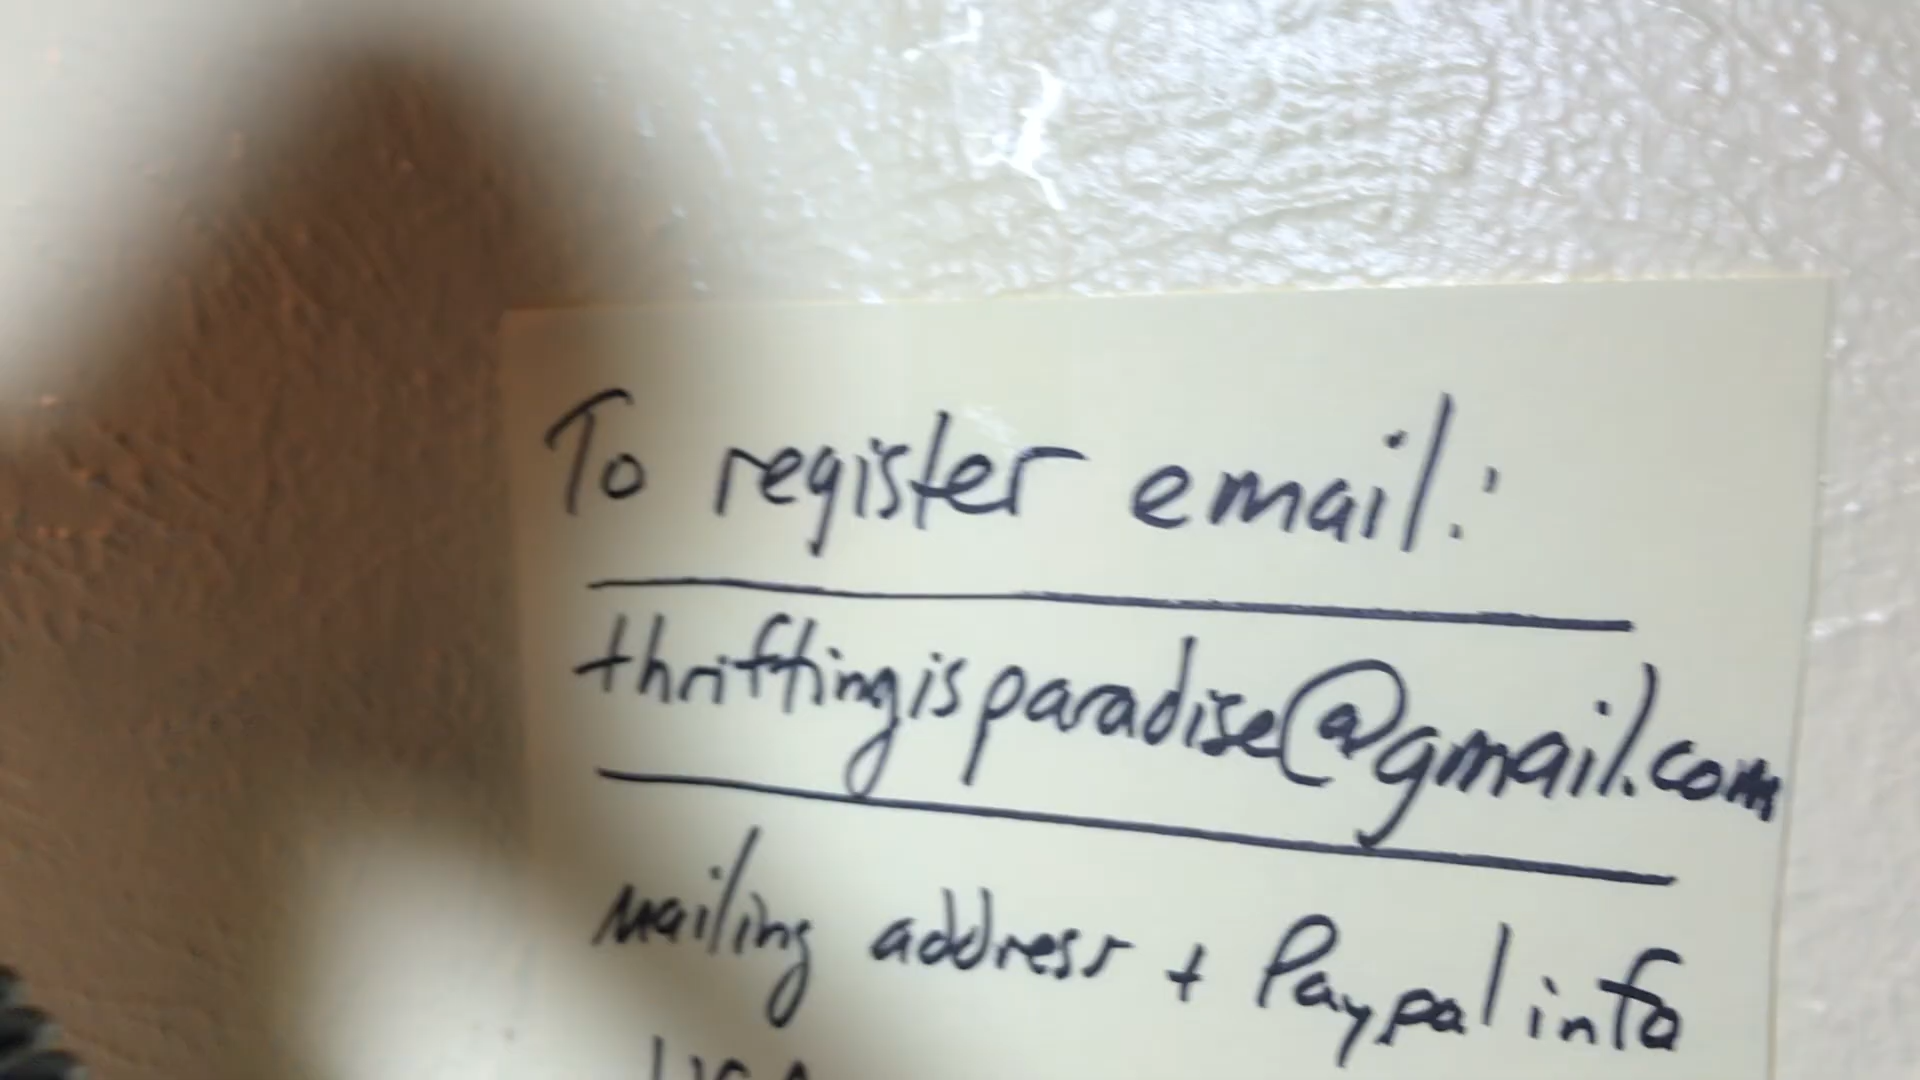 To register email:
thriftingisparadise@gmail.com
mailing address + Paypal info